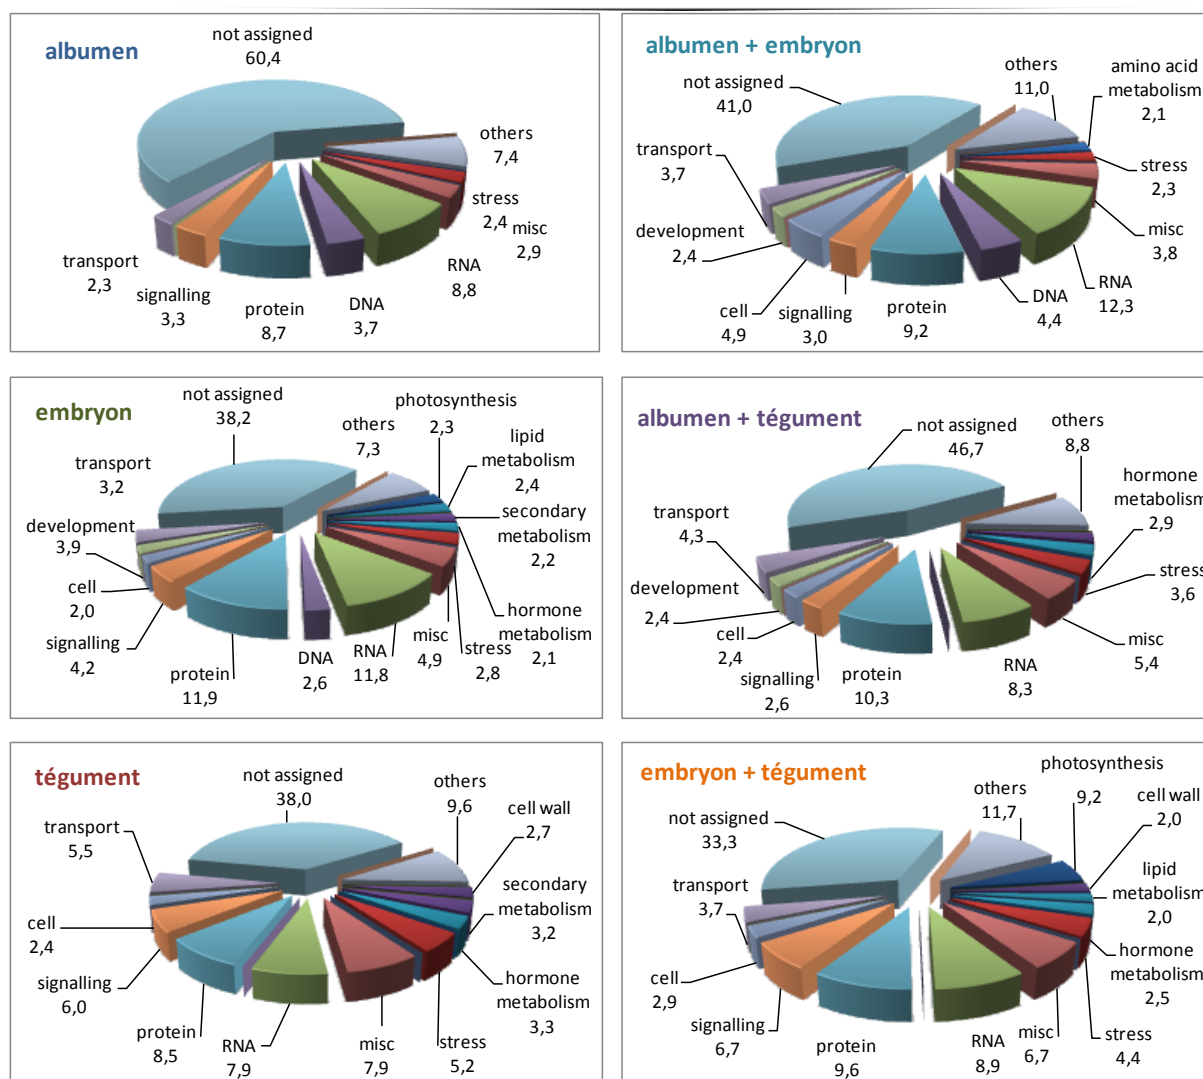 albumen
not assigned
60,4
others
7,4
stress
2,4
misc
2,9
RNA
8,8
DNA
3,7
protein
8,7
signalling
3,3
transport
2,3
albumen + embryon
not assigned
41,0
others
11,0
amino acid
metabolism
2,1
stress
2,3
misc
3,8
RNA
12,3
DNA
4,4
protein
9,2
signalling
3,0
cell
4,9
development
2,4
transport
3,7
embryon
not assigned
38,2
others
7,3
photosynthesis
2,3
lipid
metabolism
2,4
secondary
metabolism
2,2
hormone
metabolism
2,1
stress
2,8
misc
4,9
RNA
11,8
DNA
2,6
protein
11,9
signalling
4,2
cell
2,0
development
3,9
transport
3,2
albumen + tégument
not assigned
46,7
others
8,8
hormone
metabolism
2,9
stress
3,6
misc
5,4
RNA
8,3
protein
10,3
signalling
2,6
cell
2,4
development
2,4
transport
4,3
tégument
not assigned
38,0
others
9,6
cell wall
2,7
secondary
metabolism
3,2
hormone
metabolism
3,3
stress
5,2
misc
7,9
RNA
7,9
protein
8,5
signalling
6,0
cell
2,4
transport
5,5
embryon + tégument
not assigned
33,3
others
11,7
photosynthesis
9,2
cell wall
2,0
lipid
metabolism
2,0
hormone
metabolism
2,5
stress
4,4
misc
6,7
RNA
8,9
protein
9,6
signalling
6,7
cell
2,9
transport
3,7